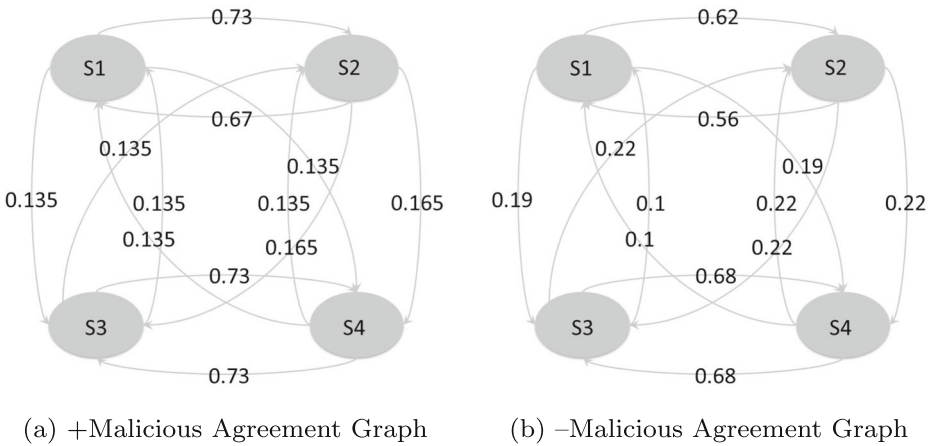 0.73
0.62
S1
S2
S1
S2
0.67
0.56
0.135
0.22
0.135
0.19
0.135
0.135
0.135
0.165
0.19
0.1
0.22
0.22
0.135
0.165
0.1
0.22
0.73
0.68
S3
S4
S3
S4
0.73
0.68
(a) +Malicious Agreement Graph
(b) –Malicious Agreement Graph